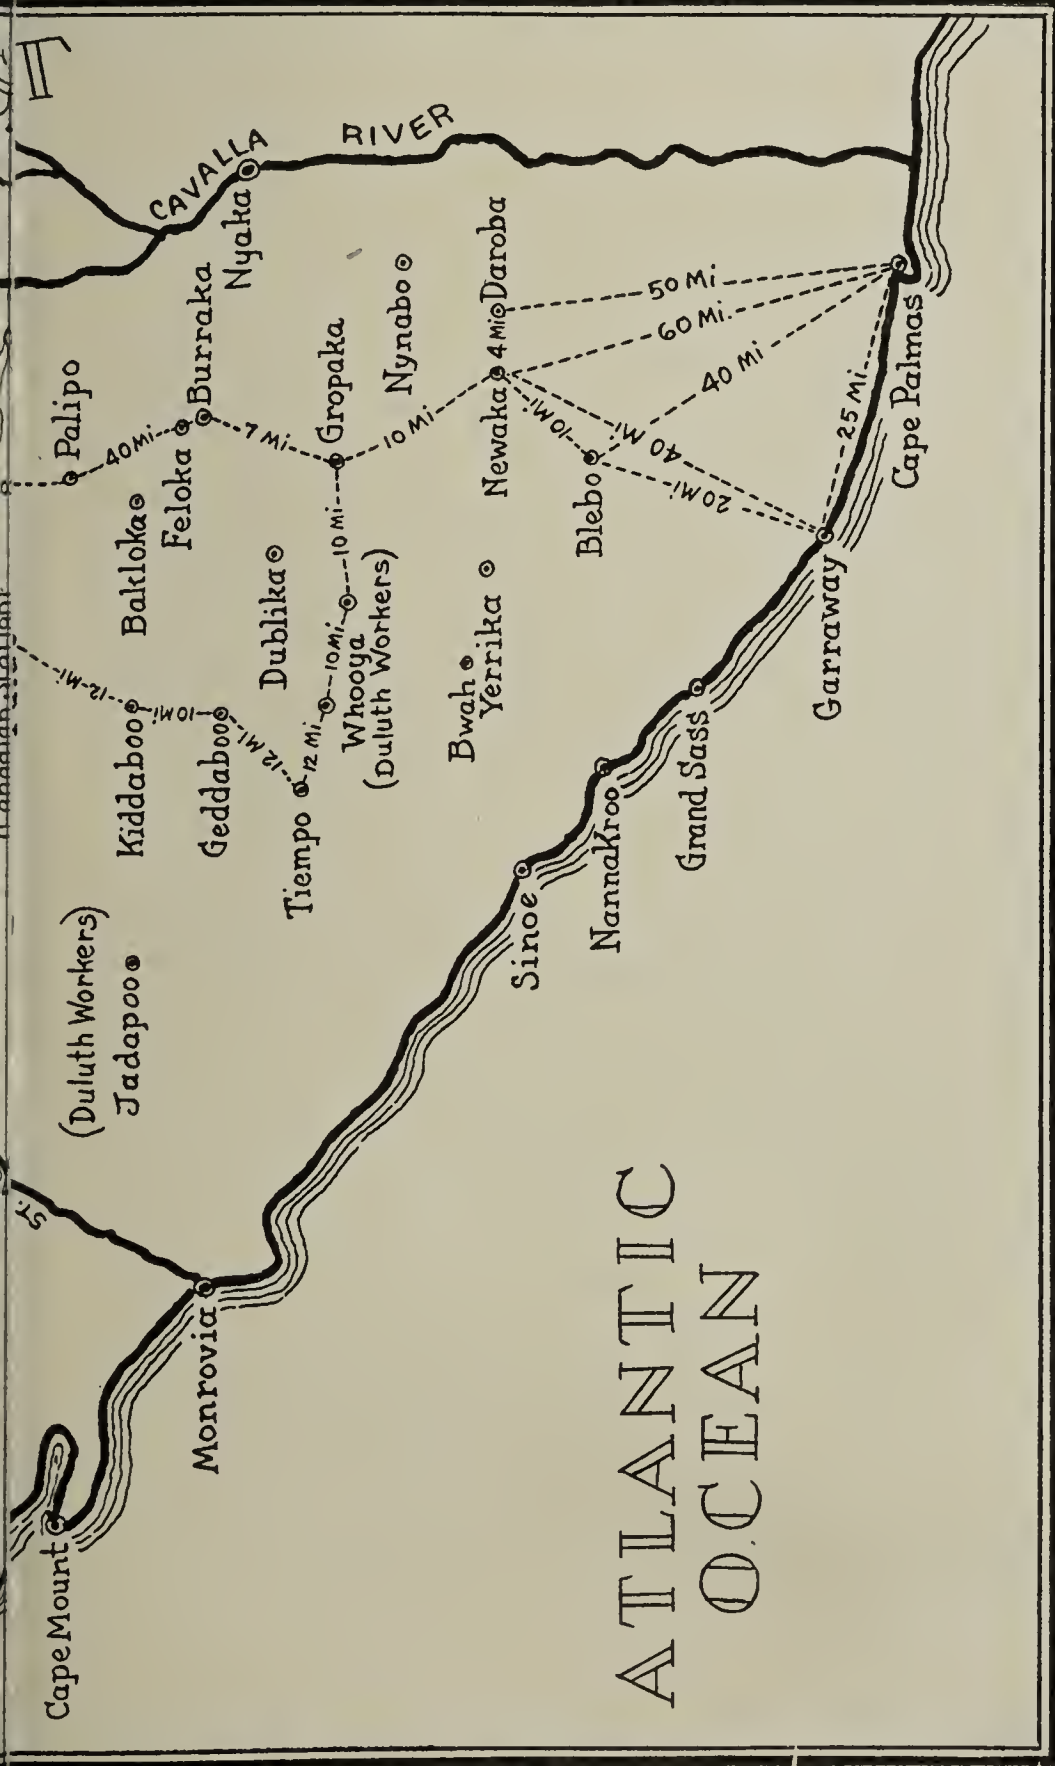 T
CAVALLA
RIVER
Palipo
Burraka
Nyaka
40 Mi
Feloka
7 Mi
Gropaka
Nynabo
Daroba
4 Mi
50 Mi
60 Mi.
Bakloka
10 Mi
Newaka
10 Mi.
40 Mi
40 Mi
25 Mi.
Cape Palmas
Dublika
10 Mi
Blebo
20 Mi
12 Mi
Kiddaboo
10 Mi
Geddaboo
12 Mi
Tiempo
12 Mi
10 Mi
Whooya
(Duluth Workers)
Bwah
Yerrika
Garraway
Grand Sass
Nannakroo
Sinoe
(Duluth Workers)
Jadapoo
ST.
Monrovia
Cape Mount
ATLANTIC
OCEAN